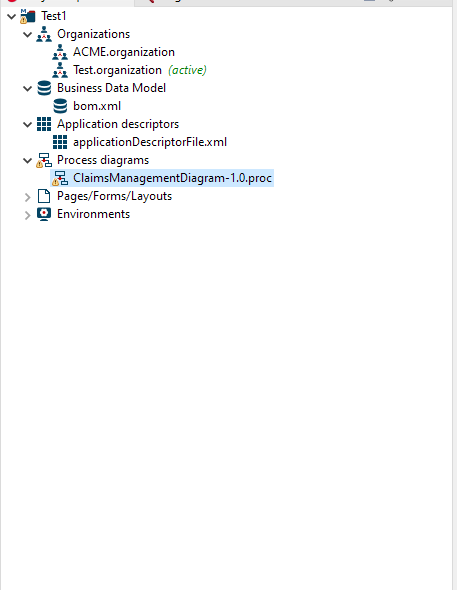 Test1
Organizations
ACME.organization
Test.organization (active)
Business Data Model
bom.xml
Application descriptors
applicationDescriptorFile.xml
Process diagrams
ClaimsManagementDiagram-1.0.proc
Pages/Forms/Layouts
Environments